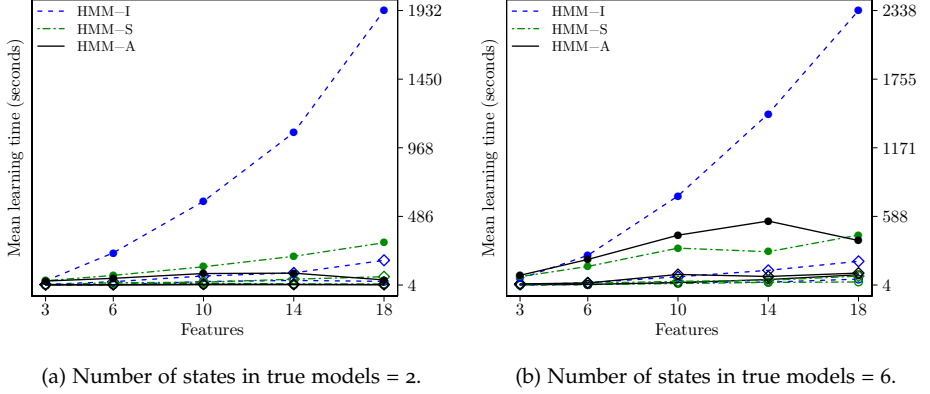 HMM−I
HMM−S
HMM−A
Mean learning time (seconds)
1932
1450
968
486
4
3 6 10 14 18
Features
(a) Number of states in true models = 2.
HMM−I
HMM−S
HMM−A
Mean learning time (seconds)
2338
1755
1171
588
4
3 6 10 14 18
Features
(b) Number of states in true models = 6.